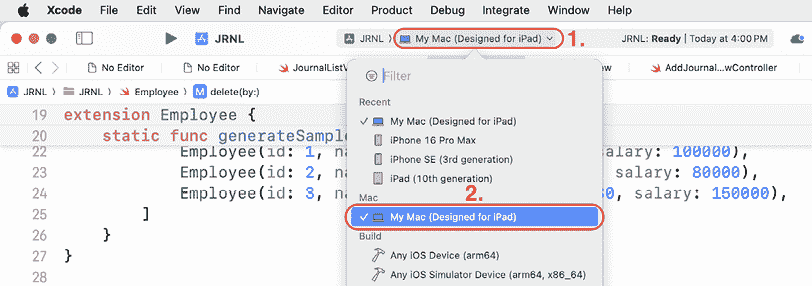 Xcode File Edit View Find Navigate Editor Product Debug Integrate Window Help
JRNL JRNL My Mac (Designed for iPad) 1. JRNL: Ready | Today at 4:00 PM
No Editor No Editor JournalListV AddJournal...wController
JRNL JRNL Employee M delete(by:)
Filter
Recent
My Mac (Designed for iPad)
iPhone 16 Pro Max
iPhone SE (3rd generation)
iPad (10th generation)
Mac 2.
My Mac (Designed for iPad)
Build
Any iOS Device (arm64)
Any iOS Simulator Device (arm64, x86_64)
19 extension Employee {
20 static func generateSampl
22 Employee(id: 1, na salary: 100000),
23 Employee(id: 2, na salary: 80000),
24 Employee(id: 3, na 0, salary: 150000),
25 ]
26 }
27 }
28